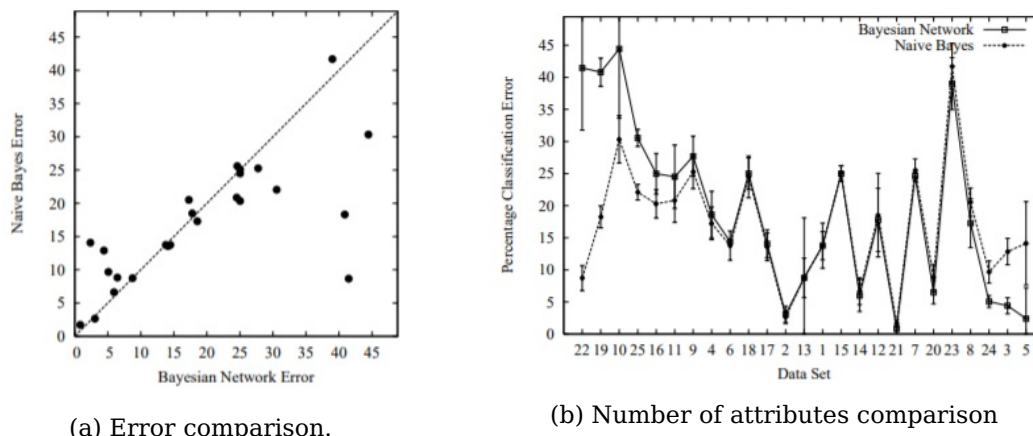 45
40
35
30
25
20
15
10
5
0
Naive Bayes Error
0 5 10 15 20 25 30 35 40 45
Bayesian Network Error
(a) Error comparison.
Bayesian Network
Naive Bayes
45
40
35
30
25
20
15
10
5
0
Percentage Classification Error
22 19 10 25 16 11 9 4 6 18 17 2 13 1 15 14 12 21 7 20 23 8 24 3 5
Data Set
(b) Number of attributes comparison